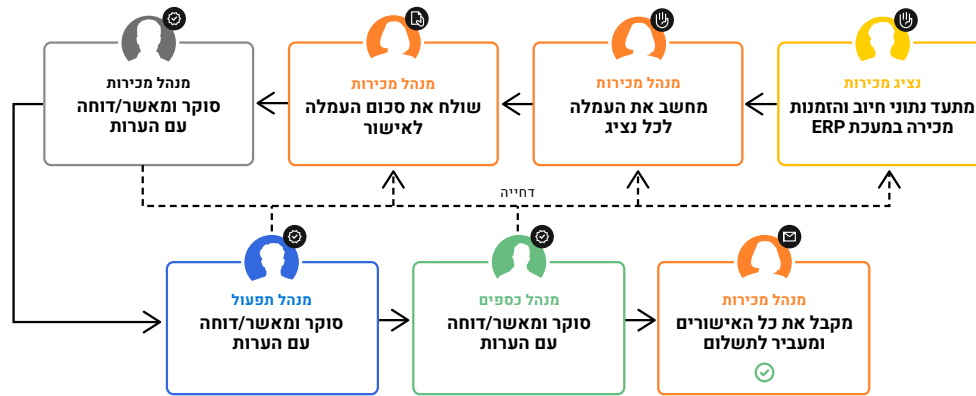 נציג מכירות
מתעד נתוני חיוב והזמנות
מכירה במערכת ERP
מנהל מכירות
מחשב את העמלה
לכל נציג
מנהל מכירות
שולח את סכום העמלה
לאישור
מנהל מכירות
סוקר ומאשר/דוחה
עם הערות
דחייה
מנהל תפעול
סוקר ומאשר/דוחה
עם הערות
מנהל כספים
סוקר ומאשר/דוחה
עם הערות
מנהל מכירות
מקבל את כל האישורים
ומעביר לתשלום